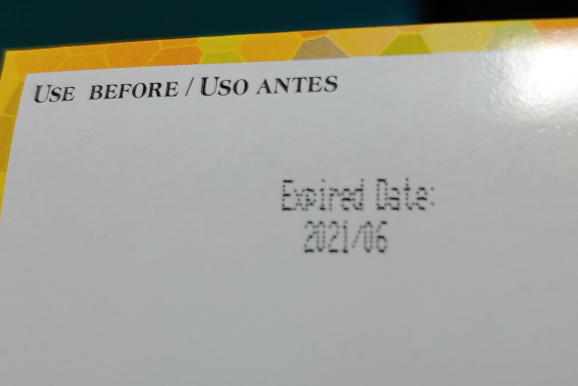 USE BEFORE / USO ANTES
Expired Date:
2021/06